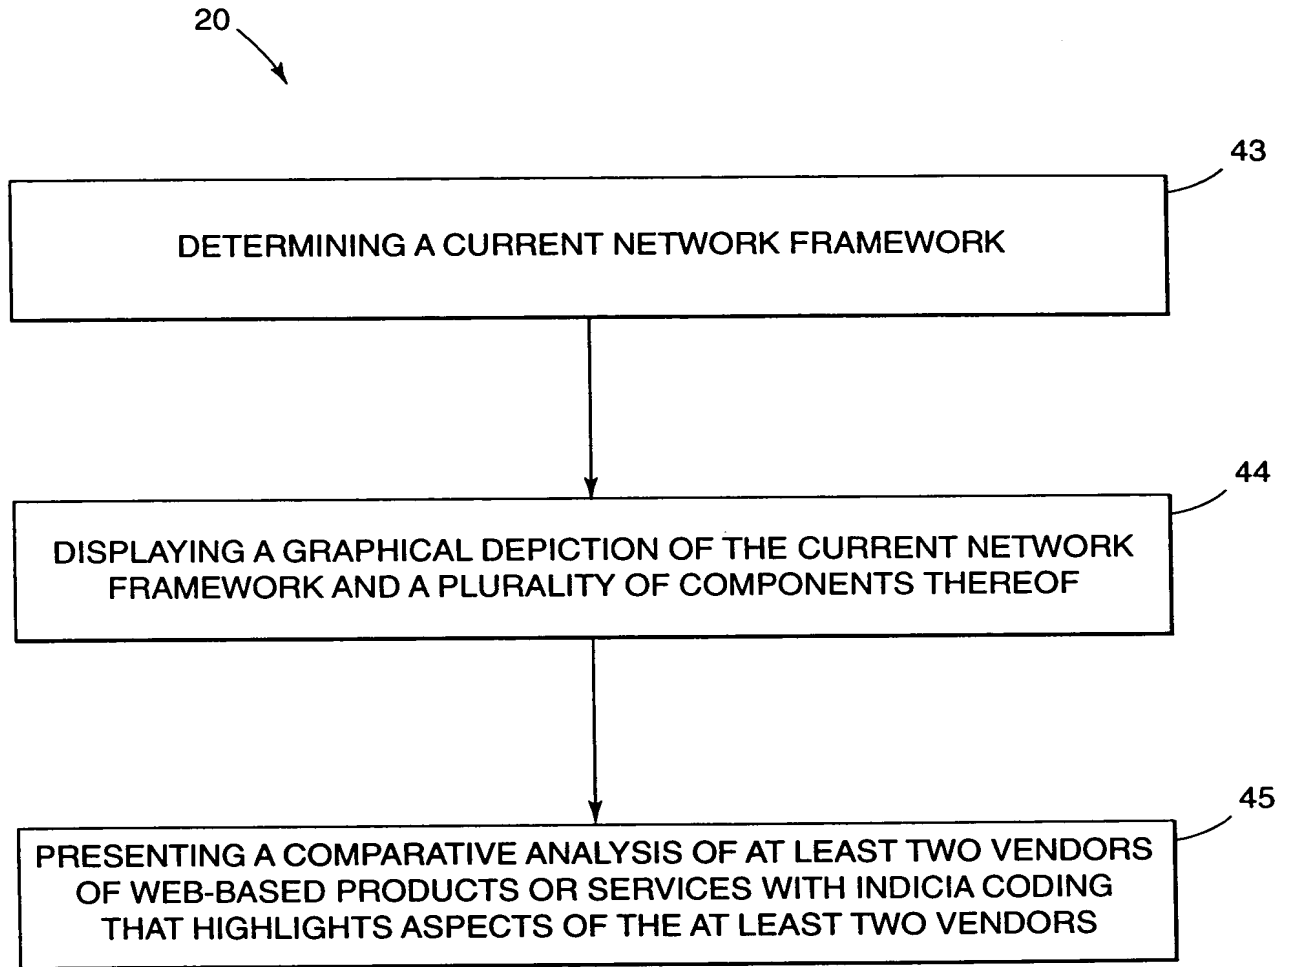 20
43
DETERMINING A CURRENT NETWORK FRAMEWORK
44
DISPLAYING A GRAPHICAL DEPICTION OF THE CURRENT NETWORK
FRAMEWORK AND A PLURALITY OF COMPONENTS THEREOF
45
PRESENTING A COMPARATIVE ANALYSIS OF AT LEAST TWO VENDORS
OF WEB-BASED PRODUCTS OR SERVICES WITH INDICIA CODING
THAT HIGHLIGHTS ASPECTS OF THE AT LEAST TWO VENDORS